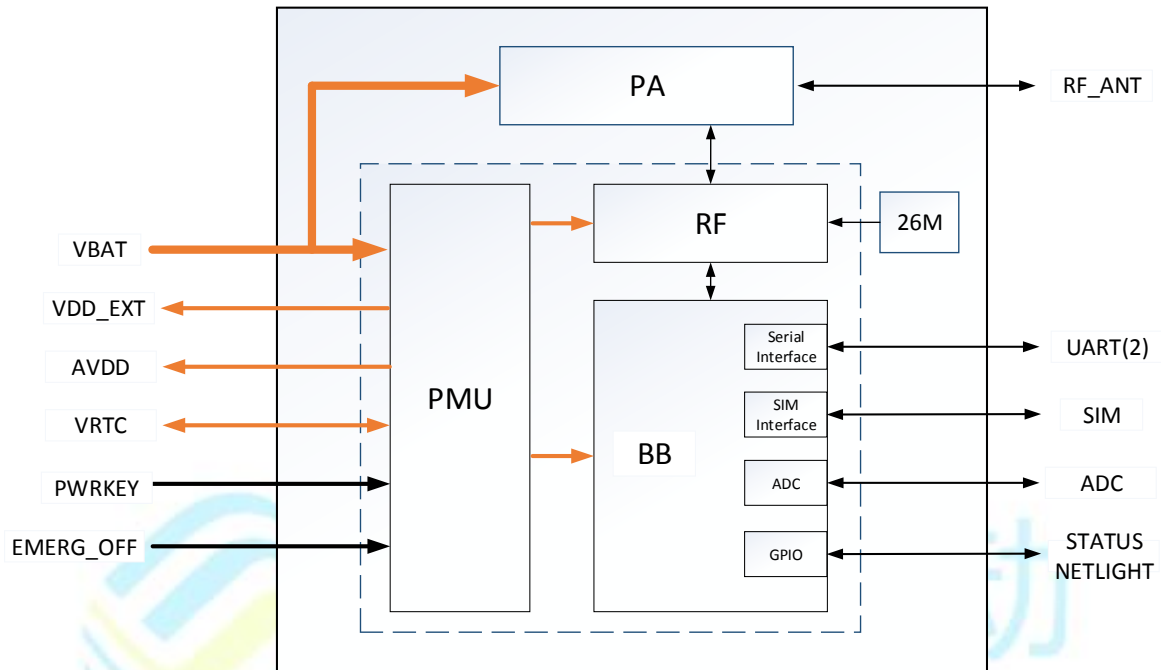 PA
RF_ANT
RF
26M
VBAT
VDD_EXT
AVDD
VRTC
PWRKEY
EMERG_OFF
PMU
BB
Serial
Interface
SIM
Interface
ADC
GPIO
UART(2)
SIM
ADC
STATUS
NETLIGHT
动